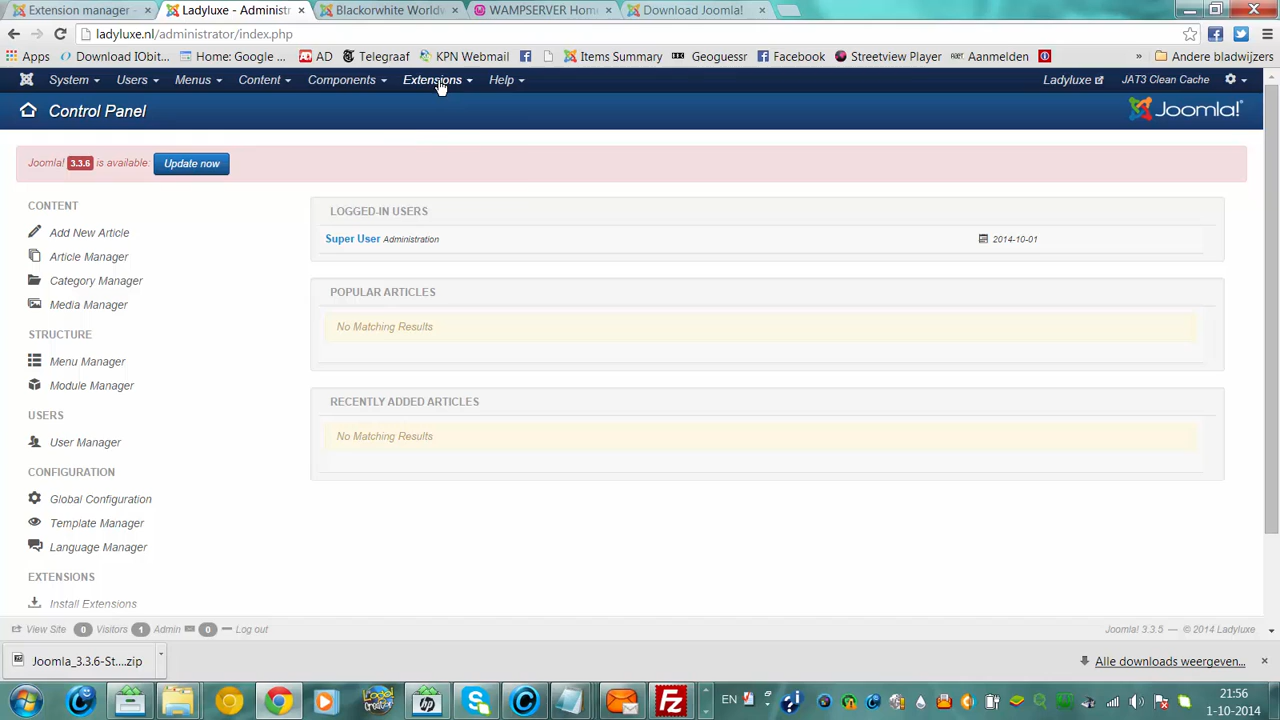 Extension manager -
Ladyluxe - Administr
Blackorwhite Worldw
WAMPSERVER Hom
Download Joomla!
ladyluxe.nl/administrator/index.php
Apps
Download IObit...
Home: Google...
AD
Telegraaf
KPN Webmail
Items Summary
Geoguessr
Facebook
Streetview Player
Aanmelden
»
Andere bladwijzers
System
Users
Menus
Content
Components
Extensions
Help
Ladyluxe
JAT3 Clean Cache
Control Panel
Joomla!
Joomla! 3.3.6 is available: Update now
CONTENT
Add New Article
Article Manager
Category Manager
Media Manager
STRUCTURE
Menu Manager
Module Manager
USERS
User Manager
CONFIGURATION
Global Configuration
Template Manager
Language Manager
EXTENSIONS
Install Extensions
LOGGED-IN USERS
Super User Administration
2014-10-01
POPULAR ARTICLES
No Matching Results
RECENTLY ADDED ARTICLES
No Matching Results
View Site 0 Visitors 1 Admin 0 Log out
Joomla! 3.3.5 — © 2014 Ladyluxe
Joomla_3.3.6-St....zip
Alle downloads weergeven...
EN
21:56
1-10-2014